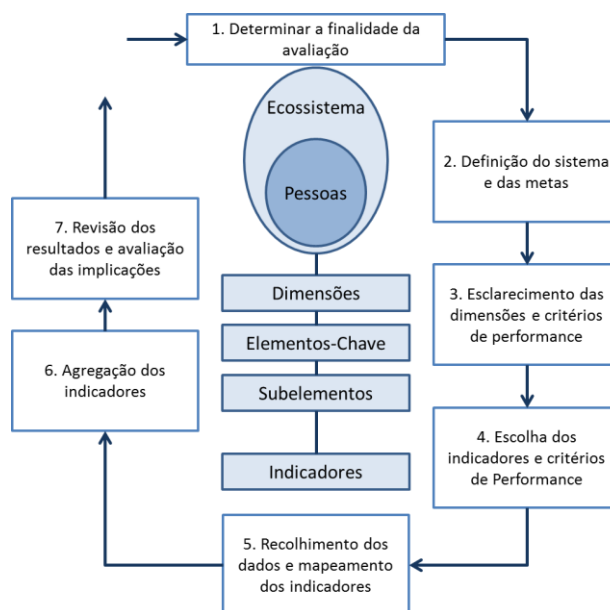 1. Determinar a finalidade da
avaliação
Ecossistema
Pessoas
2. Definição do sistema
e das metas
7. Revisão dos
resultados e avaliação
das implicações
Dimensões
3. Esclarecimento das
dimensões e critérios
de performance
Elementos-Chave
6. Agregação dos
indicadores
Subelementos
4. Escolha dos
indicadores e critérios
de Performance
Indicadores
5. Recolhimento dos
dados e mapeamento
dos indicadores